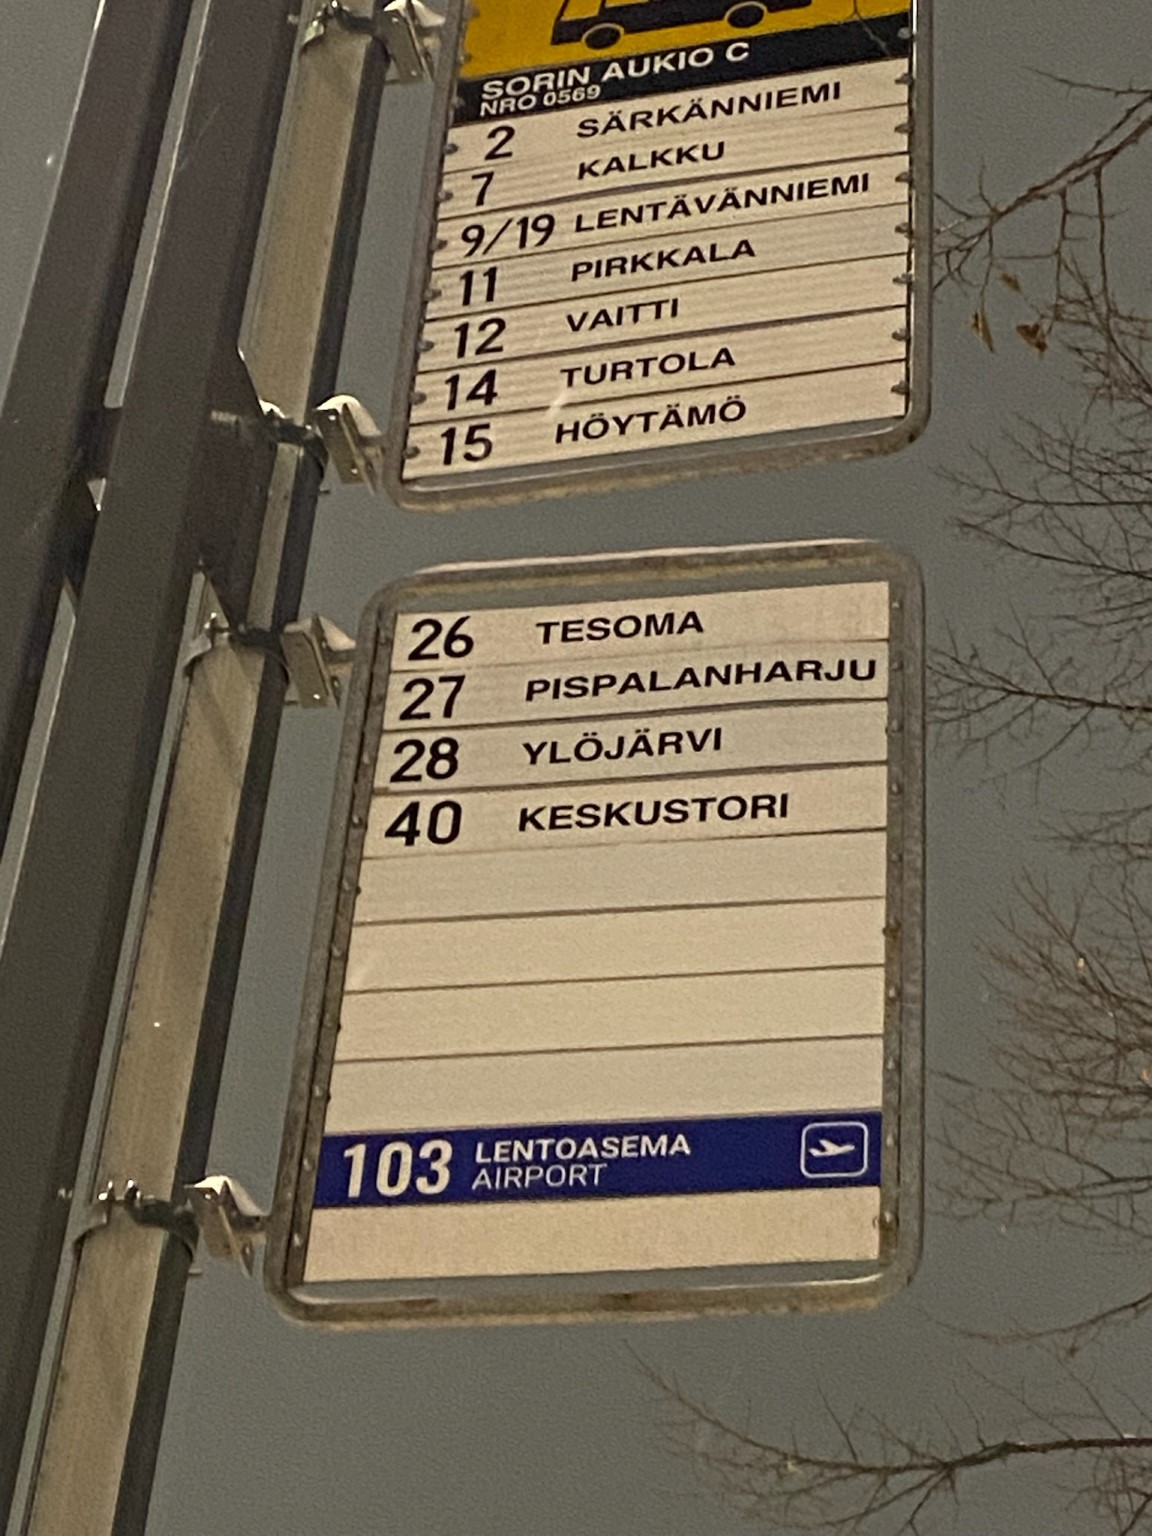 SORIN AUKIO C
NRO 0569
2 SÄRKÄNNIEMI
7 KALKKU
9/19 LENTÄVÄNNIEMI
11 PIRKKALA
12 VAITTI
14 TURTOLA
15 HÖYTÄMÖ
26 TESOMA
27 PISPALANHARJU
28 YLÖJÄRVI
40 KESKUSTORI
103 LENTOASEMA
AIRPORT